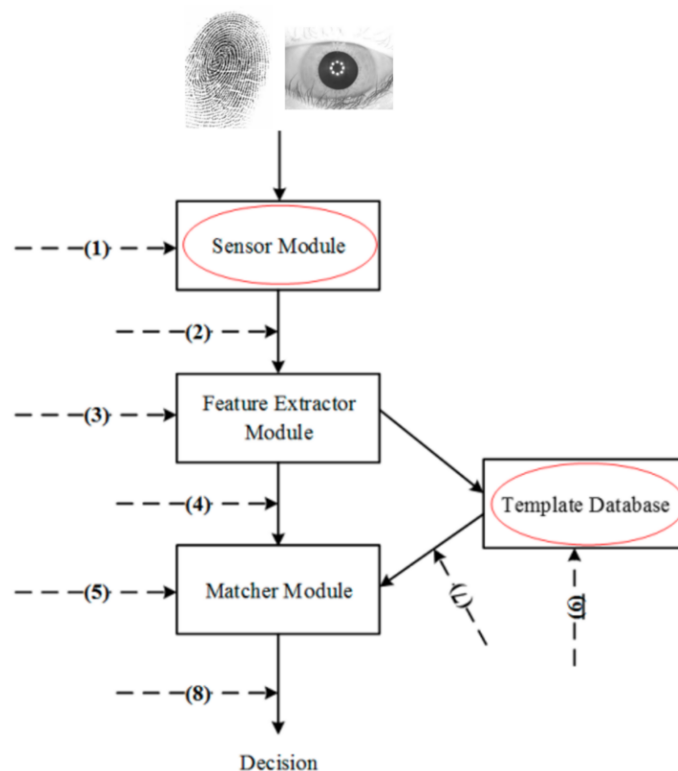 (1)
Sensor Module
(2)
(3)
Feature Extractor
Module
(4)
Template Database
(5)
Matcher Module
(7)
(6)
(8)
Decision